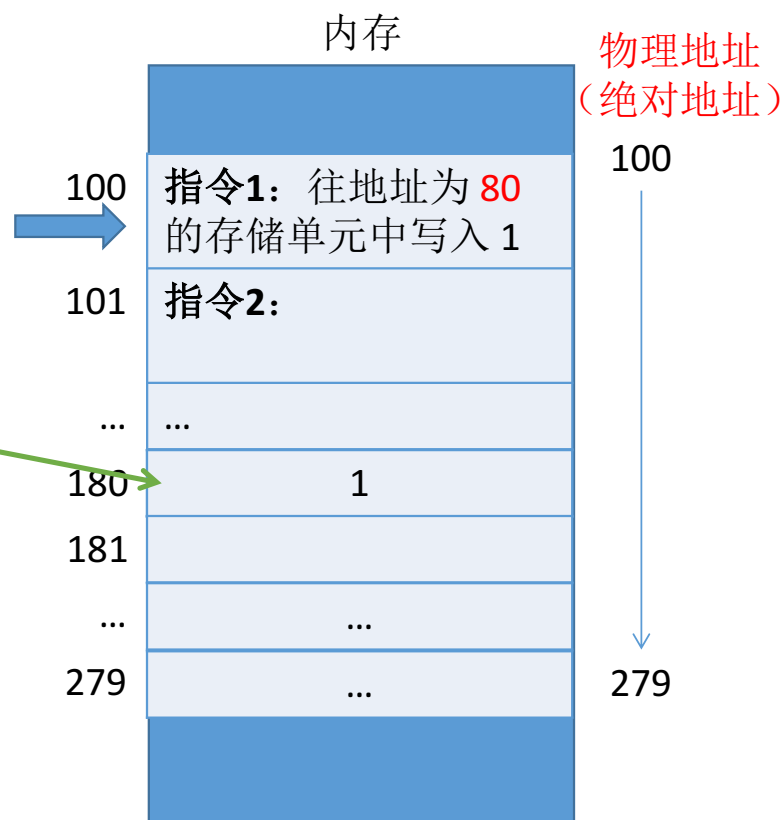 内存
物理地址
（绝对地址）
100
100
指令1：往地址为 80
的存储单元中写入 1
101
指令2：
...
...
180
1
181
...
...
279
...
279